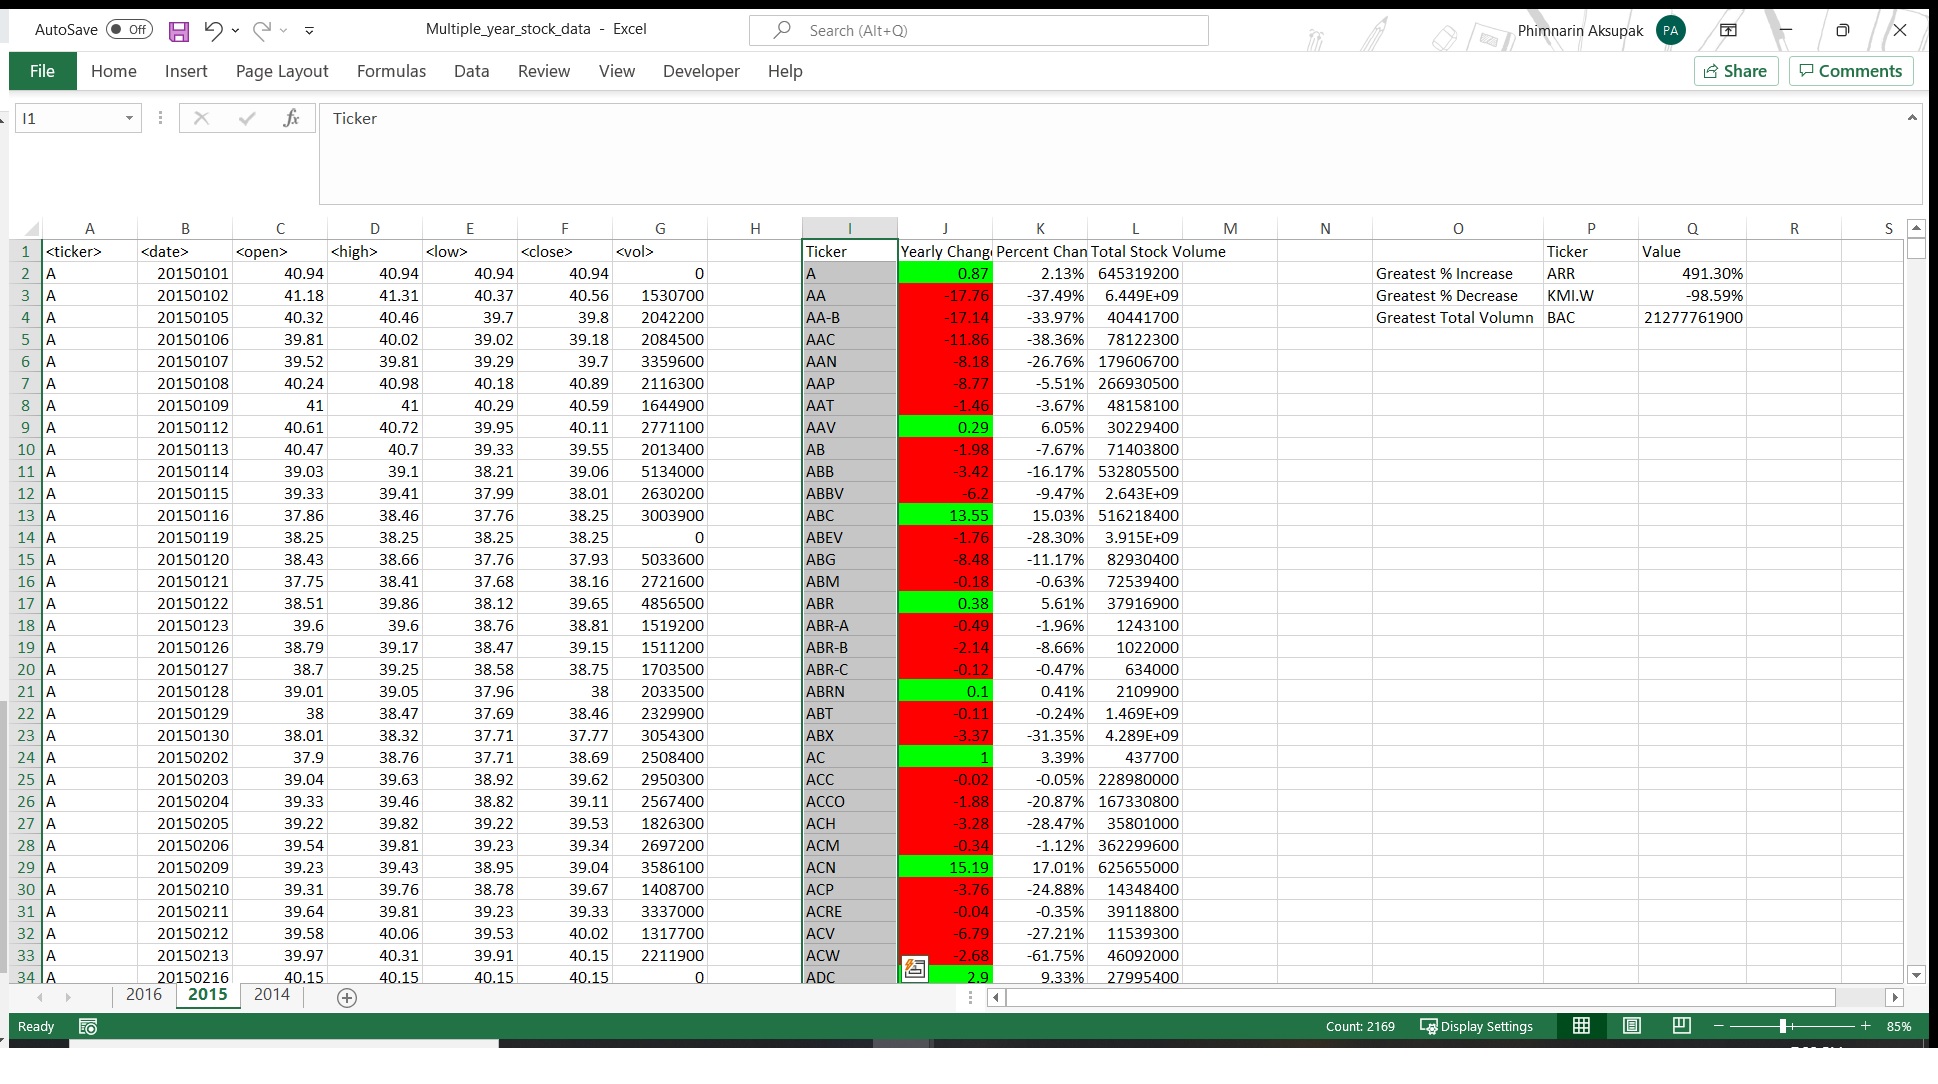 AutoSave Off Multiple_year_stock_data - Excel Search (Alt+Q) Phimnarin Aksupak PA
File Home Insert Page Layout Formulas Data Review View Developer Help Share Comments
I1 fx Ticker
A B C D E F G H I J K L M N O P Q R S
1 <ticker> <date> <open> <high> <low> <close> <vol> Ticker Yearly Chang Percent Chan Total Stock Volume Ticker Value
2 A 20150101 40.94 40.94 40.94 40.94 0 A 0.87 2.13% 645319200 Greatest % Increase ARR 491.30%
3 A 20150102 41.18 41.31 40.37 40.56 1530700 AA -17.76 -37.49% 6.449E+09 Greatest % Decrease KMI.W -98.59%
4 A 20150105 40.32 40.46 39.7 39.8 2042200 AA-B -17.14 -33.97% 40441700 Greatest Total Volumn BAC 21277761900
5 A 20150106 39.81 40.02 39.02 39.18 2084500 AAC -11.86 -38.36% 78122300
6 A 20150107 39.52 39.81 39.29 39.7 3359600 AAN -8.18 -26.76% 179606700
7 A 20150108 40.24 40.98 40.18 40.89 2116300 AAP -8.77 -5.51% 266930500
8 A 20150109 41 41 40.29 40.59 1644900 AAT -1.46 -3.67% 48158100
9 A 20150112 40.61 40.72 39.95 40.11 2771100 AAV 0.29 6.05% 30229400
10 A 20150113 40.47 40.7 39.33 39.55 2013400 AB -1.98 -7.67% 71403800
11 A 20150114 39.03 39.1 38.21 39.06 5134000 ABB -3.42 -16.17% 532805500
12 A 20150115 39.33 39.41 37.99 38.01 2630200 ABBV -6.2 -9.47% 2.643E+09
13 A 20150116 37.86 38.46 37.76 38.25 3003900 ABC 13.55 15.03% 516218400
14 A 20150119 38.25 38.25 38.25 38.25 0 ABEV -1.76 -28.30% 3.915E+09
15 A 20150120 38.43 38.66 37.76 37.93 5033600 ABG -8.48 -11.17% 82930400
16 A 20150121 37.75 38.41 37.68 38.16 2721600 ABM -0.18 -0.63% 72539400
17 A 20150122 38.51 39.86 38.12 39.65 4856500 ABR 0.38 5.61% 37916900
18 A 20150123 39.6 39.6 38.76 38.81 1519200 ABR-A -0.49 -1.96% 1243100
19 A 20150126 38.79 39.17 38.47 39.15 1511200 ABR-B -2.14 -8.66% 1022000
20 A 20150127 38.7 39.25 38.58 38.75 1703500 ABR-C -0.12 -0.47% 634000
21 A 20150128 39.01 39.05 37.96 38 2033500 ABRN 0.1 0.41% 2109900
22 A 20150129 38 38.47 37.69 38.46 2329900 ABT -0.11 -0.24% 1.469E+09
23 A 20150130 38.01 38.32 37.71 37.77 3054300 ABX -3.37 -31.35% 4.289E+09
24 A 20150202 37.9 38.76 37.71 38.69 2508400 AC 1 3.39% 437700
25 A 20150203 39.04 39.63 38.92 39.62 2950300 ACC -0.02 -0.05% 228980000
26 A 20150204 39.33 39.46 38.82 39.11 2567400 ACCO -1.88 -20.87% 167330800
27 A 20150205 39.22 39.82 39.22 39.53 1826300 ACH -3.28 -28.47% 35801000
28 A 20150206 39.54 39.81 39.23 39.34 2697200 ACM -0.34 -1.12% 362299600
29 A 20150209 39.23 39.43 38.95 39.04 3586100 ACN 15.19 17.01% 625655000
30 A 20150210 39.31 39.76 38.78 39.67 1408700 ACP -3.76 -24.88% 14348400
31 A 20150211 39.64 39.81 39.23 39.33 3337000 ACRE -0.04 -0.35% 39118800
32 A 20150212 39.58 40.06 39.53 40.02 1317700 ACV -6.79 -27.21% 11539300
33 A 20150213 39.97 40.31 39.91 40.15 2211900 ACW -2.68 -61.75% 46092000
34 A 20150216 40.15 40.15 40.15 40.15 0 ADC 2.9 9.33% 27995400
2016 2015 2014
Ready Count: 2169 Display Settings 85%